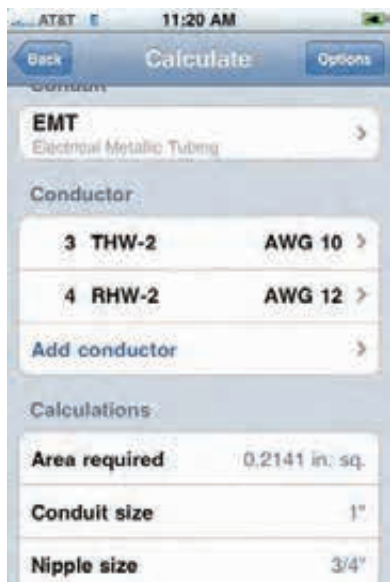 AT&T E 11:20 AM
Back Calculate Options
Conduit
EMT
Electrical Metallic Tubing
Conductor
3 THW-2 AWG 10
4 RHW-2 AWG 12
Add conductor
Calculations
Area required 0.2141 in. sq.
Conduit size 1"
Nipple size 3/4"